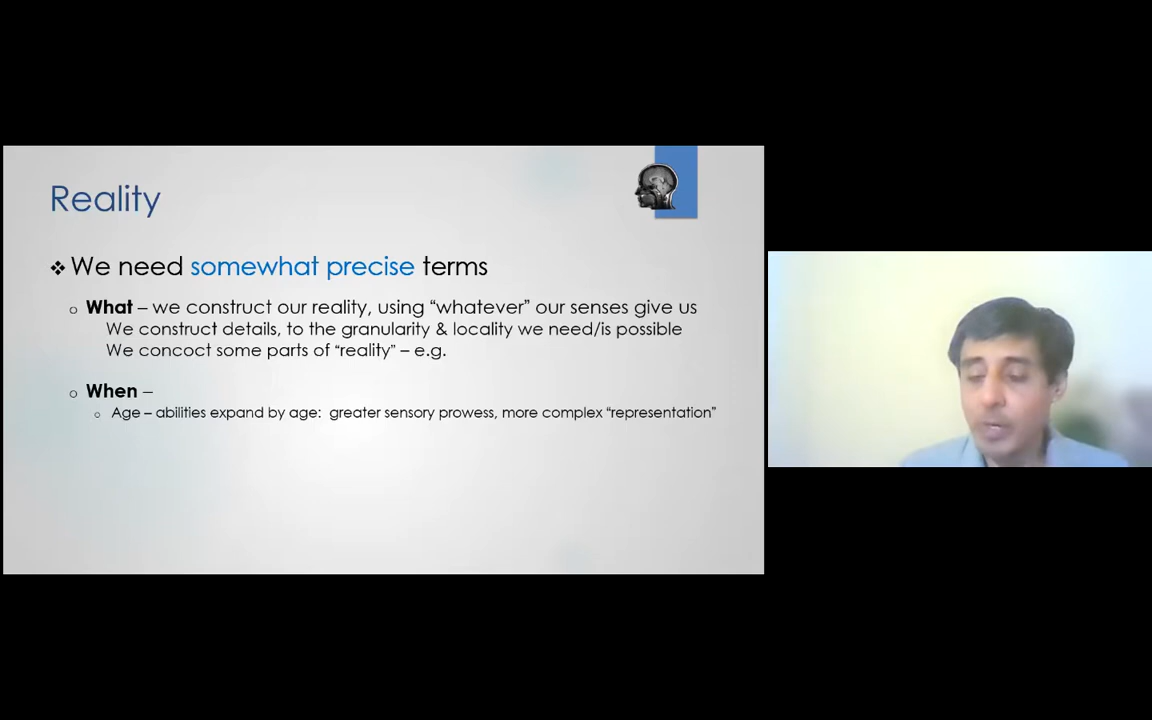 Reality
We need somewhat precise terms
What – we construct our reality, using “whatever” our senses give us
We construct details, to the granularity & locality we need/is possible
We concoct some parts of “reality” – e.g.
When –
Age – abilities expand by age:  greater sensory prowess, more complex “representation”